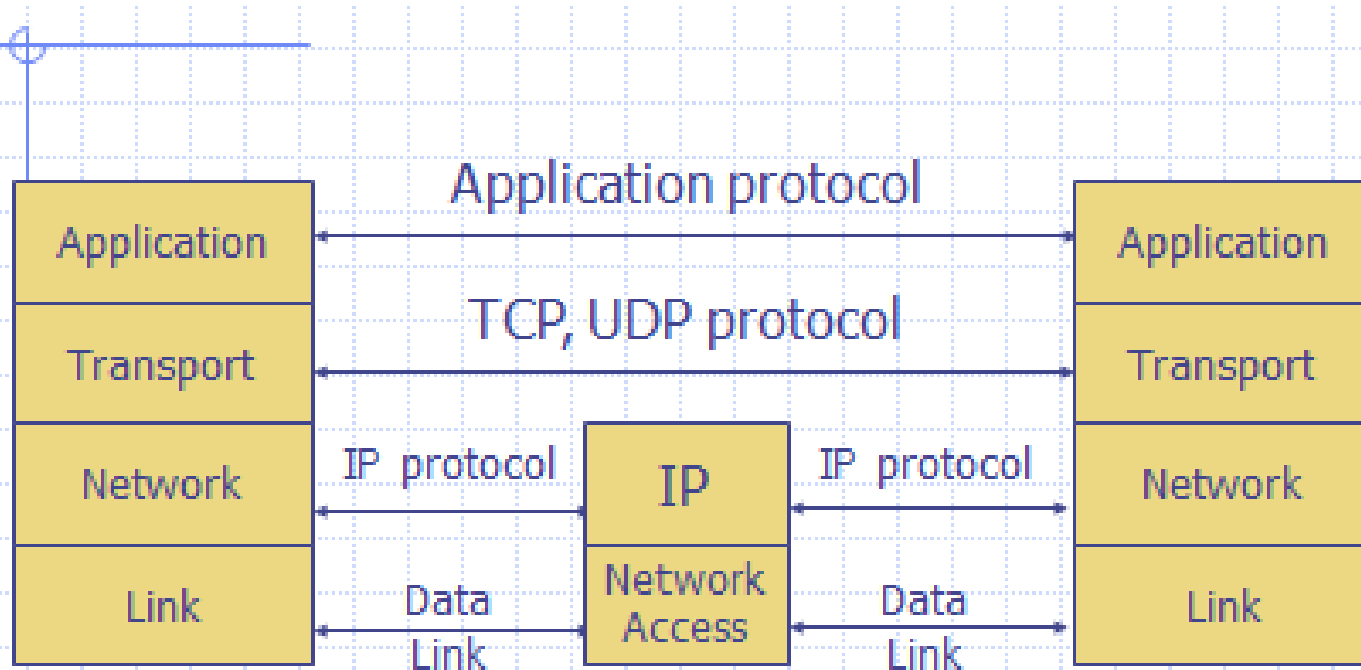 Application protocol
Application
Application
TCP, UDP protocol
Transport
Transport
IP protocol
IP protocol
Network
IP
Network
Network
Access
Data
Link
Data
Link
Link
Link